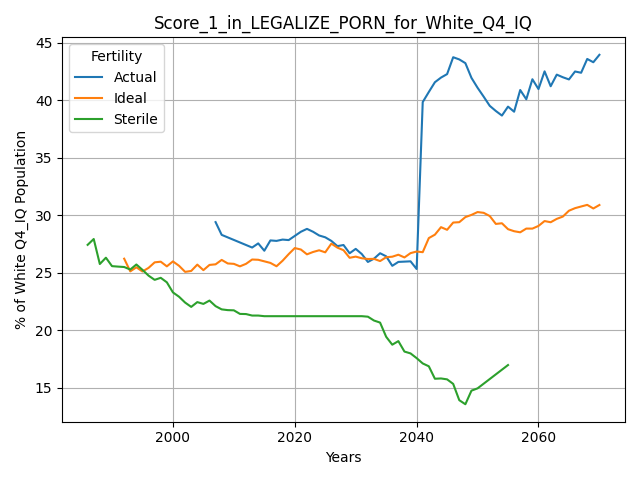 Score_1_in_LEGALIZE_PORN_for_White_Q4_IQ
% of White Q4_IQ Population
45
40
35
30
25
20
15
Fertility
Actual
Ideal
Sterile
2000
2020
2040
2060
Years